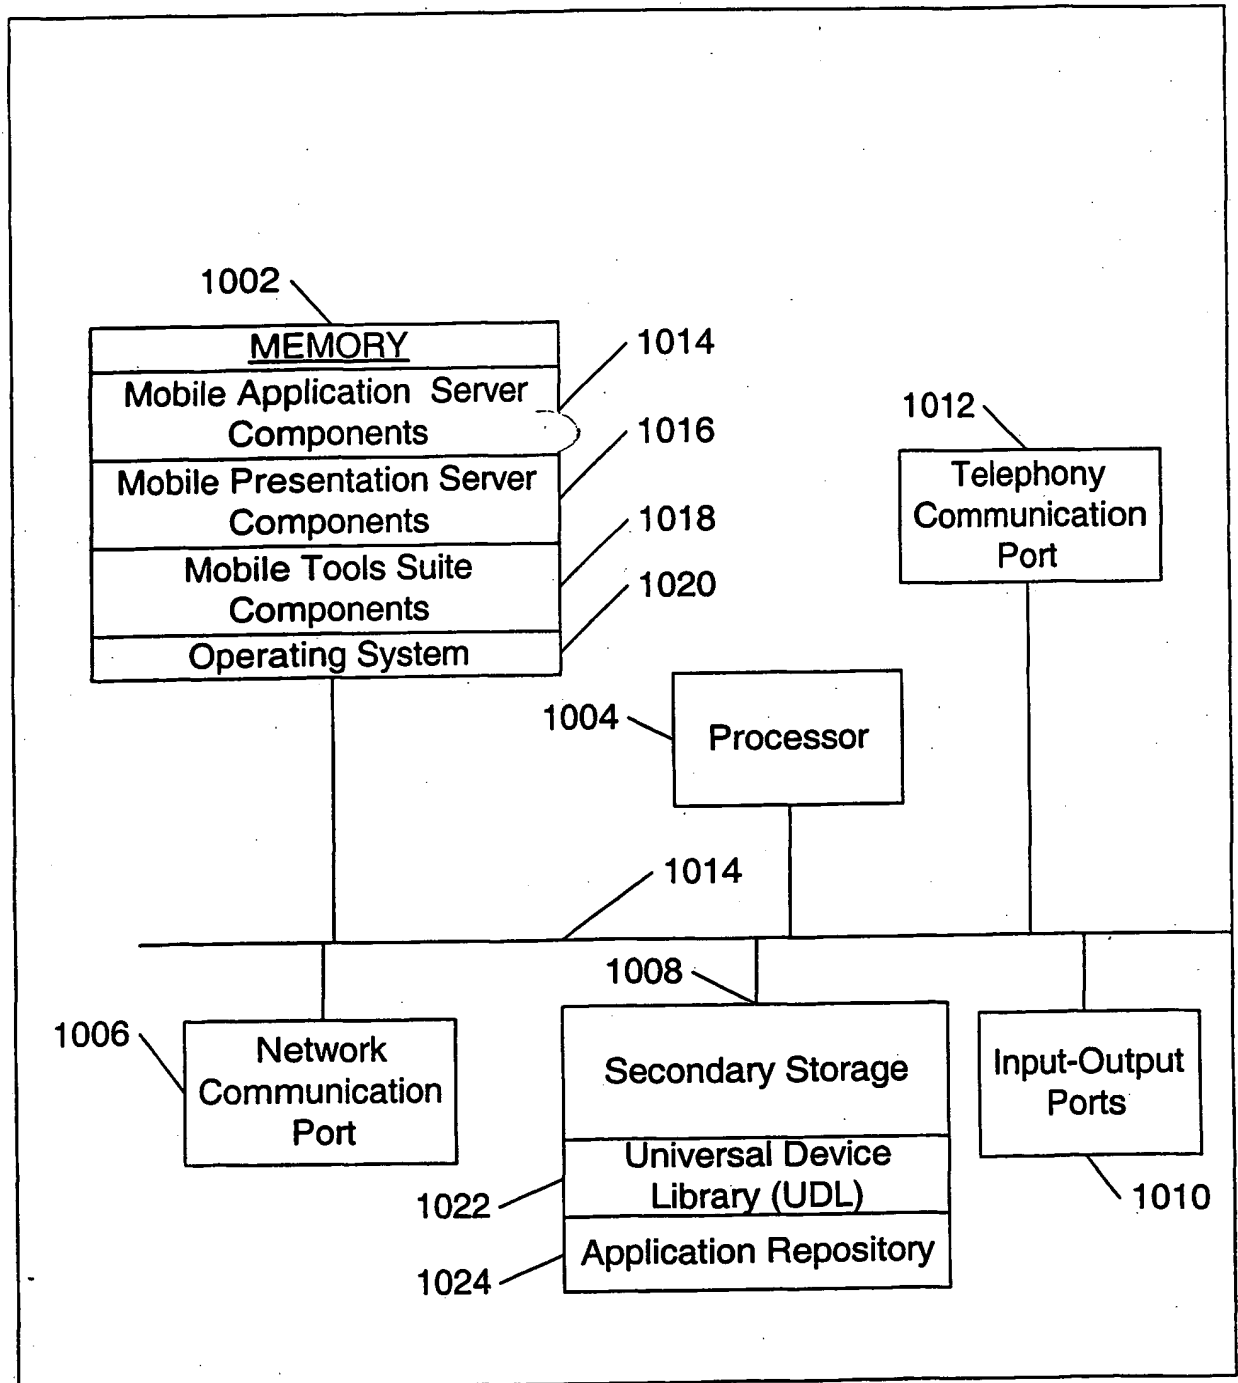 1002
MEMORY
Mobile Application Server
Components
Mobile Presentation Server
Components
Mobile Tools Suite
Components
Operating System
1014
1016
1018
1020
1012
Telephony
Communication
Port
1004
Processor
1014
1006
Network
Communication
Port
1008
Secondary Storage
Universal Device
Library (UDL)
Application Repository
1022
1024
Input-Output
Ports
1010